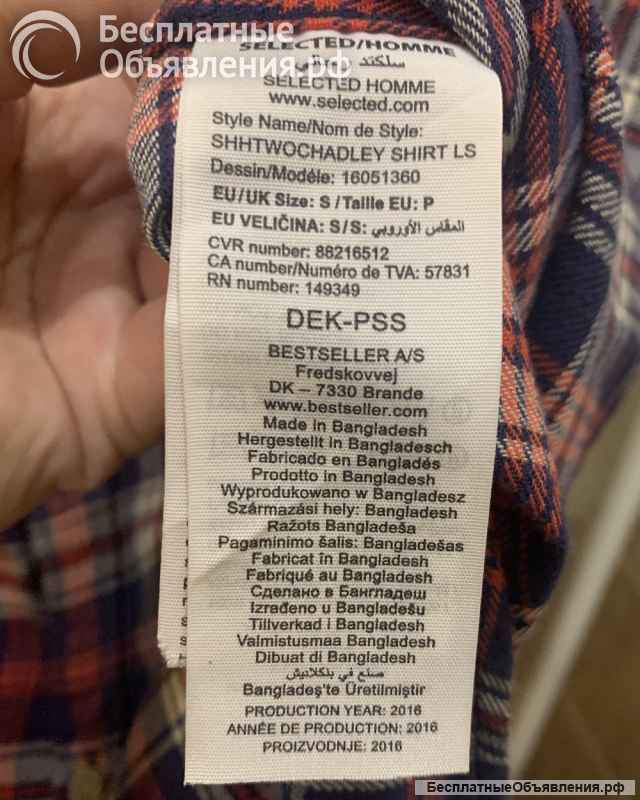 Бесплатные
Объявления.рф
SELECTED/HOMME
SELECTED HOMME
www.selected.com
Style Name/Nom de Style:
SHHTWOCHADLEY SHIRT LS
Dessin/Modéle: 16051360
EU/UK Size: S / Taille EU: P
EU VELIČINA: S/S: المقاس الأوروبي
CVR number: 88216512
CA number/Numéro de TVA: 57831
RN number: 149349
DEK-PSS
BESTSELLER A/S
Fredskovvej
DK – 7330 Brande
www.bestseller.com
Made in Bangladesh
Hergestellt in Bangladesch
Fabricado en Bangladés
Prodotto in Bangladesh
Wyprodukowano w Bangladesz
Származási hely: Bangladesh
Ražots Bangladeša
Pagaminimo šalis: Bangladešas
Fabricat în Bangladesh
Fabriqué au Bangladesh
Сделано в Бангладеш
Izrađeno u Bangladešu
Tillverkad i Bangladesh
Valmistusmaa Bangladesh
Dibuat di Bangladesh
صنع في بنكلاديش
Bangladeş'te Üretilmiştir
PRODUCTION YEAR: 2016
ANNÉE DE PRODUCTION: 2016
PROIZVODNJE: 2016
БесплатныеОбъявления.рф